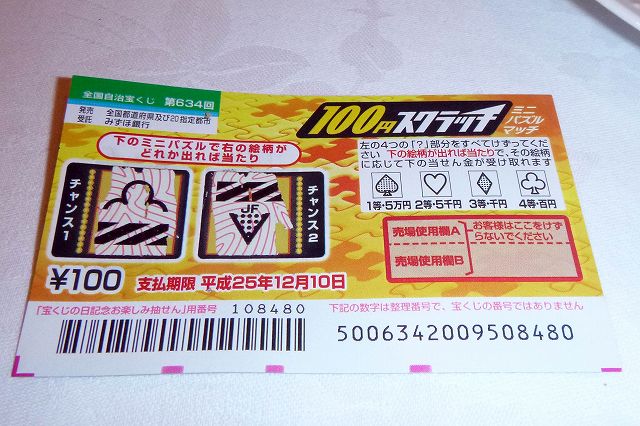 全国自治宝くじ 第634回
発売 全国都道府県及び20指定都市
受託 みずほ銀行
100円スクラッチ
ミニパズルマッチ
下のミニパズルで右の絵柄が
どれか出れば当たり
左の4つの「?」部分をすべてけずってくだ
さい 下の絵柄が出れば当たりで、その絵柄
に応じて下の当せん金が受け取れます
チャンス1
JF
チャンス2
1等・5万円 2等・5千円 3等・千円 4等・百円
売場使用欄A
売場使用欄B
お客様はここをけず
らないでください
¥100 支払期限 平成25年12月10日
「宝くじの日記念お楽しみ抽せん」用番号 108480
下記の数字は整理番号で、宝くじの番号ではありません
5006342009508480